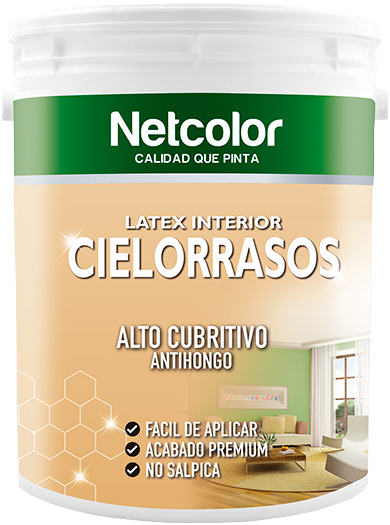 Netcolor
CALIDAD QUE PINTA
LATEX INTERIOR
CIELORRASOS
ALTO CUBRITIVO
ANTIHONGO
FACIL DE APLICAR
ACABADO PREMIUM
NO SALPICA